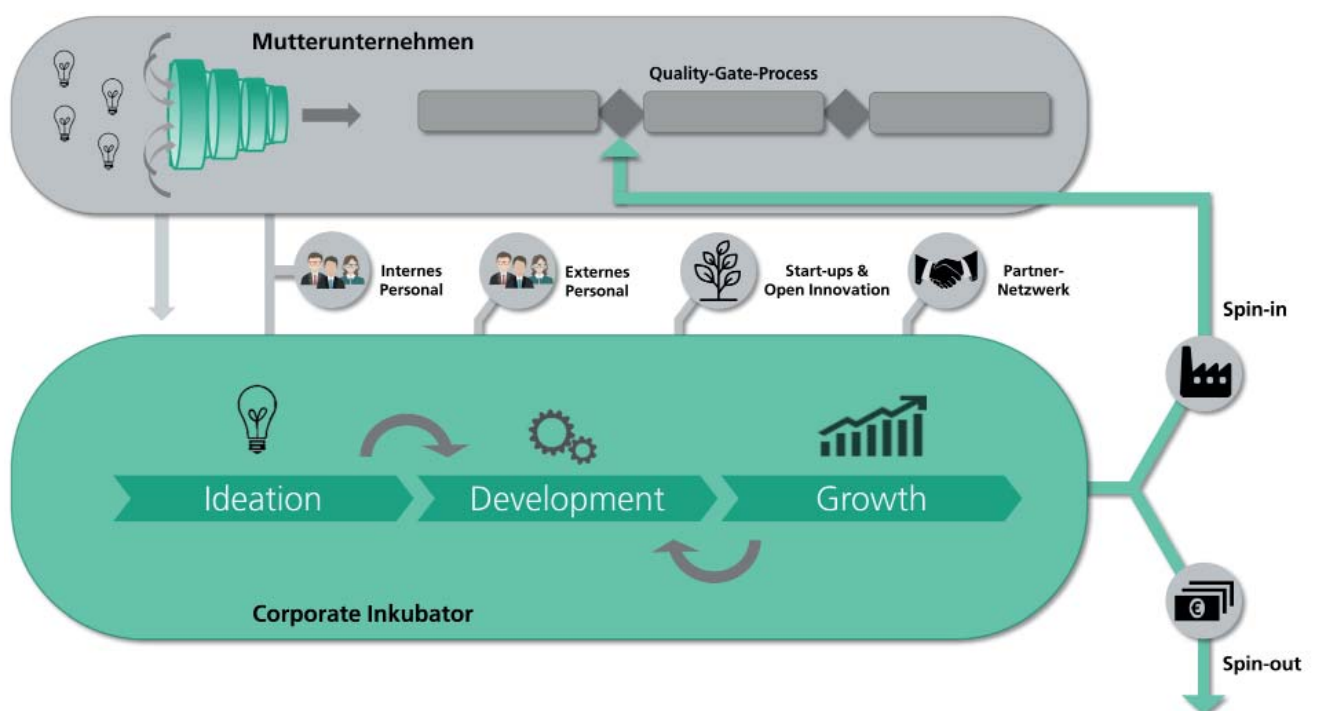 Mutterunternehmen
Quality-Gate-Process
Internes
Personal
Externes
Personal
Start-ups &
Open Innovation
Partner-
Netzwerk
Spin-in
Ideation
Development
Growth
Corporate Inkubator
€
Spin-out